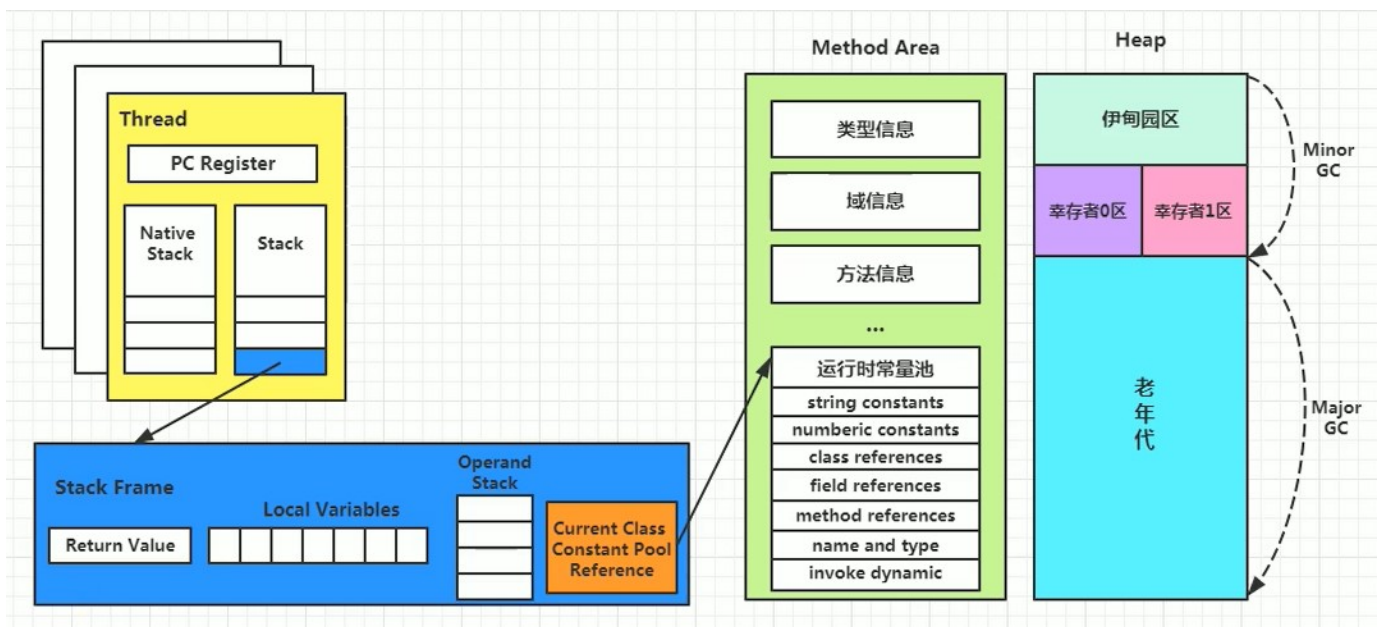 Thread
PC Register
Native
Stack
Stack
Stack Frame
Return Value
Local Variables
Operand
Stack
Current Class
Constant Pool
Reference
Method Area
类型信息
域信息
方法信息
...
运行时常量池
string constants
numberic constants
class references
field references
method references
name and type
invoke dynamic
Heap
伊甸园区
幸存者0区
幸存者1区
老
年
代
Minor
GC
Major
GC